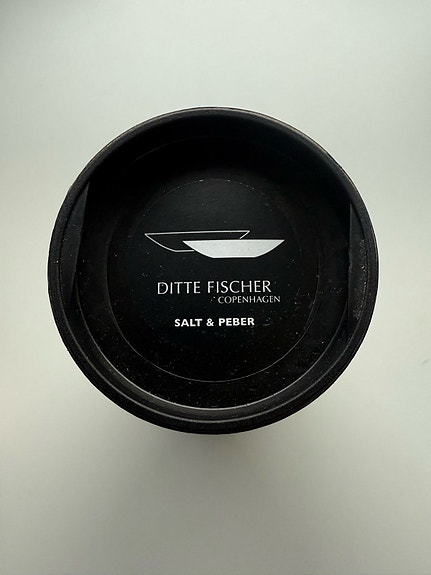 DITTE FISCHER
COPENHAGEN
SALT & PEBER